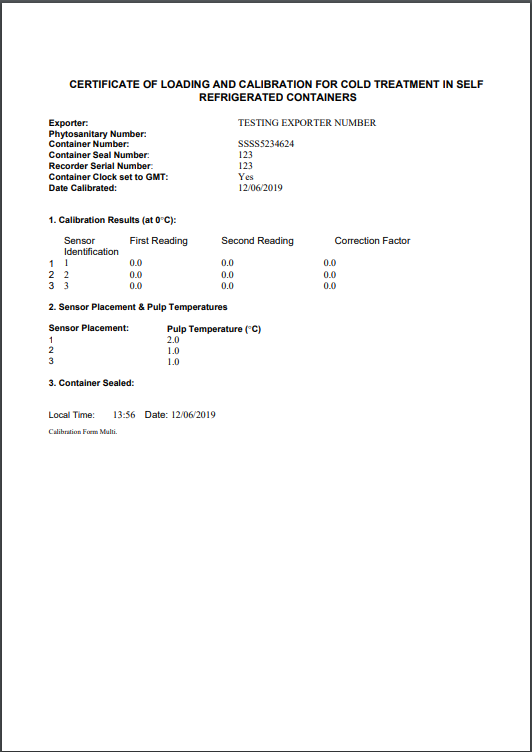 CERTIFICATE OF LOADING AND CALIBRATION FOR COLD TREATMENT IN SELF
REFRIGERATED CONTAINERS
Exporter: TESTING EXPORTER NUMBER
Phytosanitary Number:
Container Number: SSSS5234624
Container Seal Number: 123
Recorder Serial Number: 123
Container Clock set to GMT: Yes
Date Calibrated: 12/06/2019
1. Calibration Results (at 0°C):
Sensor Identification First Reading Second Reading Correction Factor
1 1 0.0 0.0 0.0
2 2 0.0 0.0 0.0
3 3 0.0 0.0 0.0
2. Sensor Placement & Pulp Temperatures
Sensor Placement: Pulp Temperature (°C)
1 2.0
2 1.0
3 1.0
3. Container Sealed:
Local Time: 13:56 Date: 12/06/2019
Calibration Form Multi.